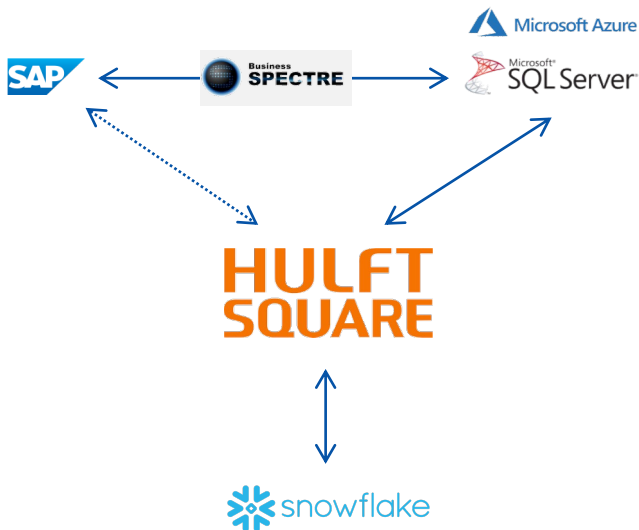 Microsoft Azure
SAP
Business
SPECTRE
Microsoft®
SQL Server®
HULFT
SQUARE
snowflake